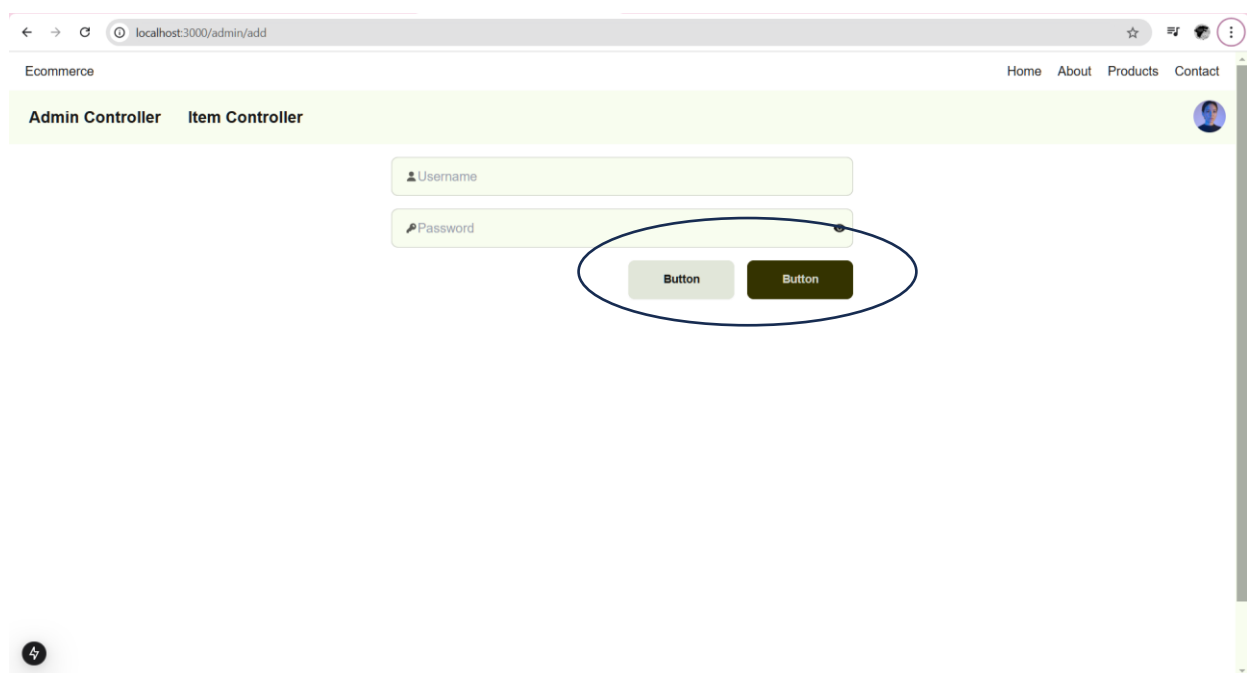 localhost:3000/admin/add
Ecommerce Home About Products Contact
Admin Controller Item Controller
Username
Password
Button Button